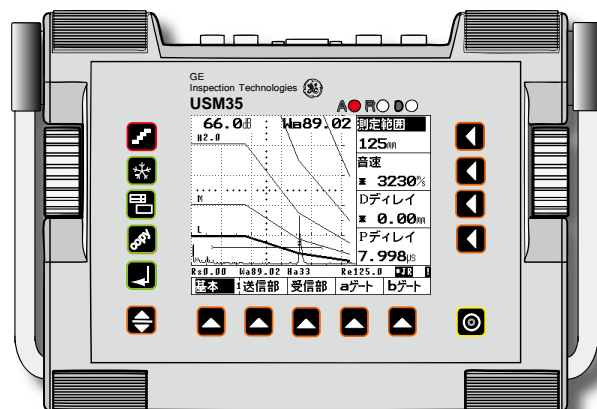 GE
Inspection Technologies
USM35
A R D
66.0dB Wa89.02
H2.0
M
L
測定範囲
125mm
音速
3230
Dディレイ
0.00mm
Pディレイ
7.998µs
Rs0.00 Wa89.02 Ha33 Re125.0
基本 送信部 受信部 aゲート bゲート
copy